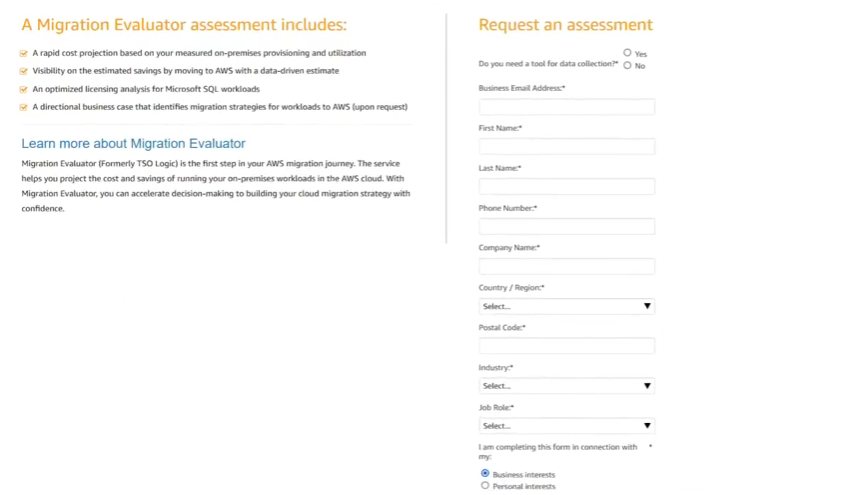 A Migration Evaluator assessment includes:
A rapid cost projection based on your measured on-premises provisioning and utilization
Visibility on the estimated savings by moving to AWS with a data-driven estimate
An optimized licensing analysis for Microsoft SQL workloads
A directional business case that identifies migration strategies for workloads to AWS (upon request)
Learn more about Migration Evaluator
Migration Evaluator (Formerly TSO Logic) is the first step in your AWS migration journey. The service
helps you project the cost and savings of running your on-premises workloads in the AWS cloud. With
Migration Evaluator, you can accelerate decision-making to building your cloud migration strategy with
confidence.
Request an assessment
Do you need a tool for data collection?*
Yes
No
Business Email Address:*
First Name:*
Last Name:*
Phone Number:*
Company Name:*
Country / Region:*
Select...
Postal Code:*
Industry:*
Select...
Job Role:*
Select...
I am completing this form in connection with *
my:
Business interests
Personal interests